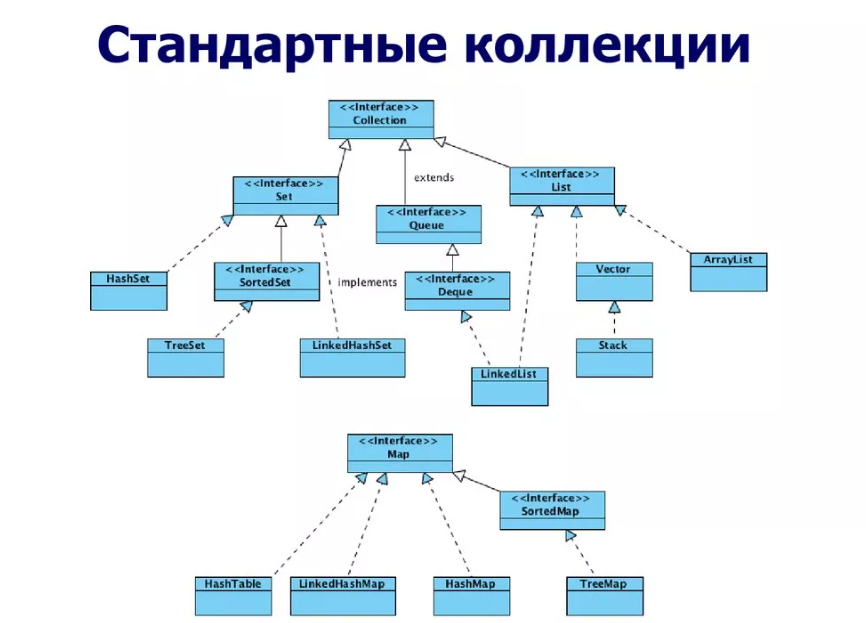 Стандартные коллекции
<<Interface>>
Collection
<<Interface>>
Set
extends
<<Interface>>
List
<<Interface>>
Queue
HashSet
<<Interface>>
SortedSet
implements
<<Interface>>
Deque
Vector
ArrayList
TreeSet
LinkedHashSet
LinkedList
Stack
<<Interface>>
Map
<<Interface>>
SortedMap
HashTable
LinkedHashMap
HashMap
TreeMap